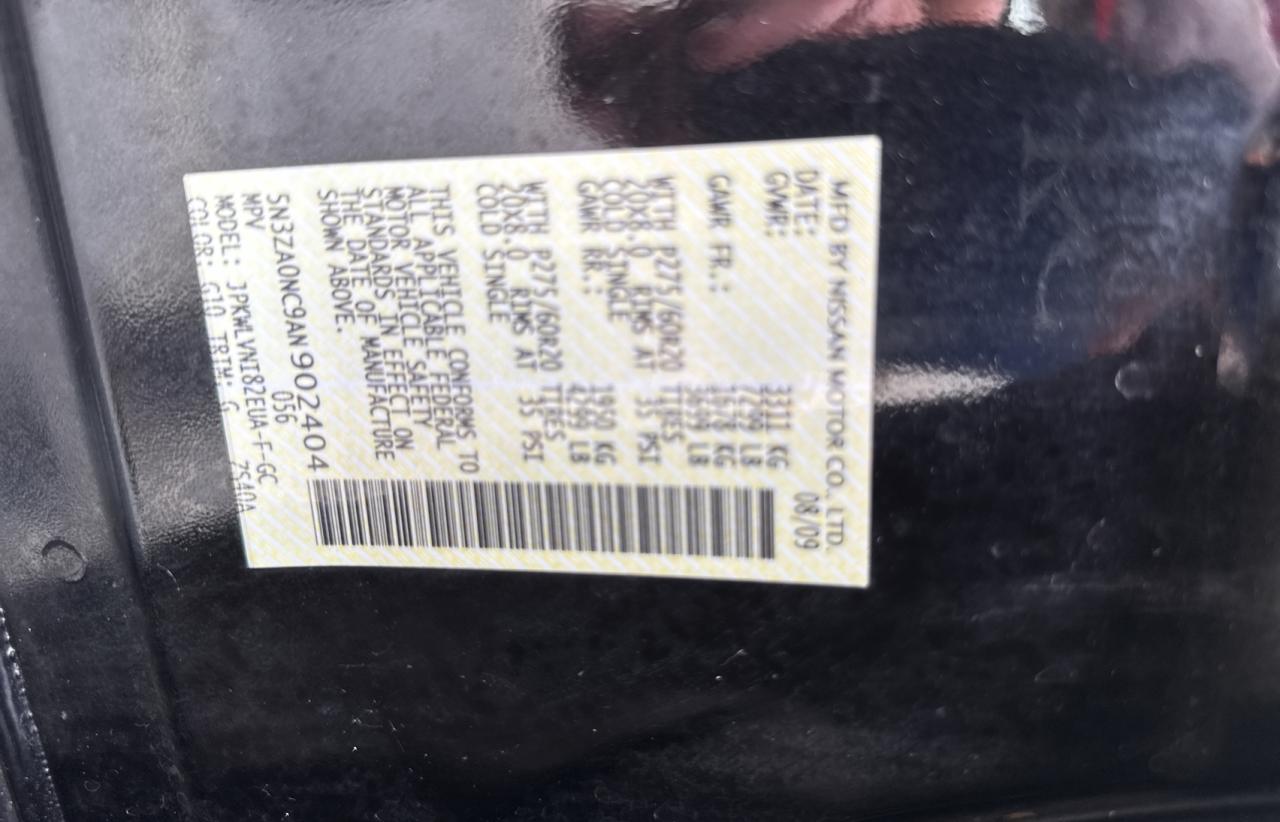 MFD BY NISSAN MOTOR CO., LTD.
DATE: 08/09
GVWR: 3311 KG
7299 LB
GAWR FR.: 1678 KG
3699 LB
WITH P275/60R20 TIRES
20X8.0 RIMS AT 35 PSI
COLD SINGLE
GAWR RR.: 1950 KG
4299 LB
WITH P275/60R20 TIRES
20X8.0 RIMS AT 35 PSI
COLD SINGLE
THIS VEHICLE CONFORMS TO
ALL APPLICABLE FEDERAL
MOTOR VEHICLE SAFETY
STANDARDS IN EFFECT ON
THE DATE OF MANUFACTURE
SHOWN ABOVE.
5N3ZA0NC9AN902404
MPV 056
MODEL: JPKWLVNI82EUA-F-GC
COLOR: G10 TRIM: G ZS40A